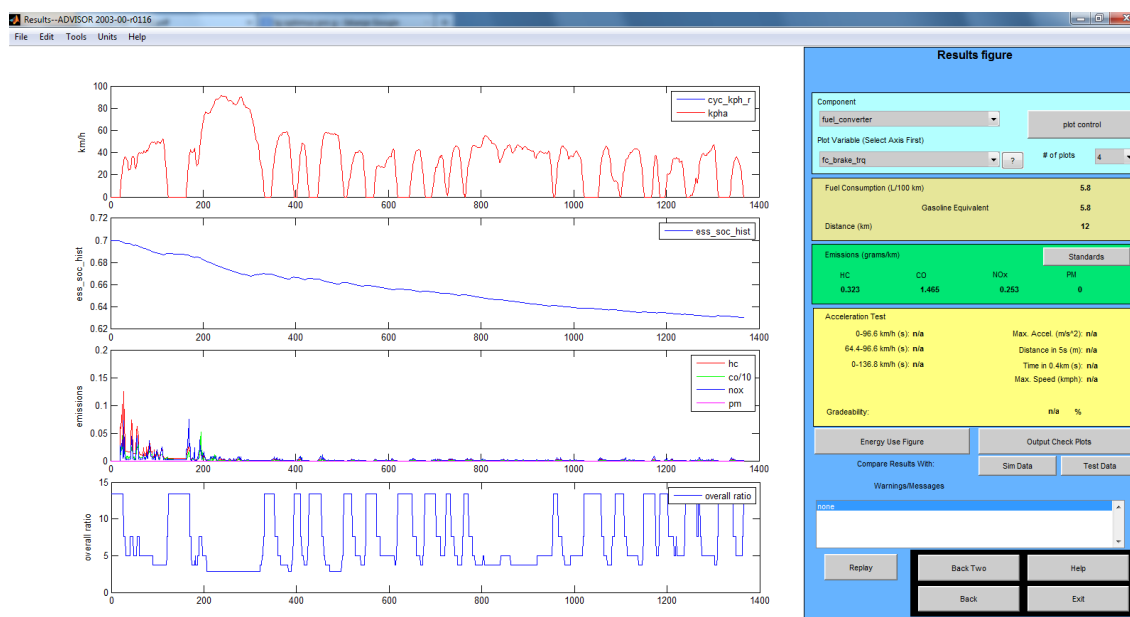 Results--ADVISOR 2003-00-r0116
File Edit Tools Units Help
100
80
60
40
20
0
km/h
cyc_kph_r
kpha
0 200 400 600 800 1000 1200 1400
0.72
0.7
0.68
0.66
0.64
0.62
ess_soc_hist
ess_soc_hist
0 200 400 600 800 1000 1200 1400
0.2
0.15
0.1
0.05
0
emissions
hc
co/10
nox
pm
0 200 400 600 800 1000 1200 1400
15
10
5
0
overall ratio
overall ratio
0 200 400 600 800 1000 1200 1400
Results figure
Component
fuel_converter
plot control
Plot Variable (Select Axis First)
fc_brake_trq
?
# of plots
4
Fuel Consumption (L/100 km) 5.8
Gasoline Equivalent 5.8
Distance (km) 12
Emissions (grams/km)
Standards
HC CO NOx PM
0.323 1.465 0.253 0
Acceleration Test
0-96.6 km/h (s): n/a Max. Accel. (m/s^2): n/a
64.4-96.6 km/h (s): n/a Distance in 5s (m): n/a
0-136.8 km/h (s): n/a Time in 0.4km (s): n/a
Max. Speed (kmph): n/a
Gradeability: n/a %
Energy Use Figure Output Check Plots
Compare Results With: Sim Data Test Data
Warnings/Messages
none
Replay Back Two Help
Back Exit